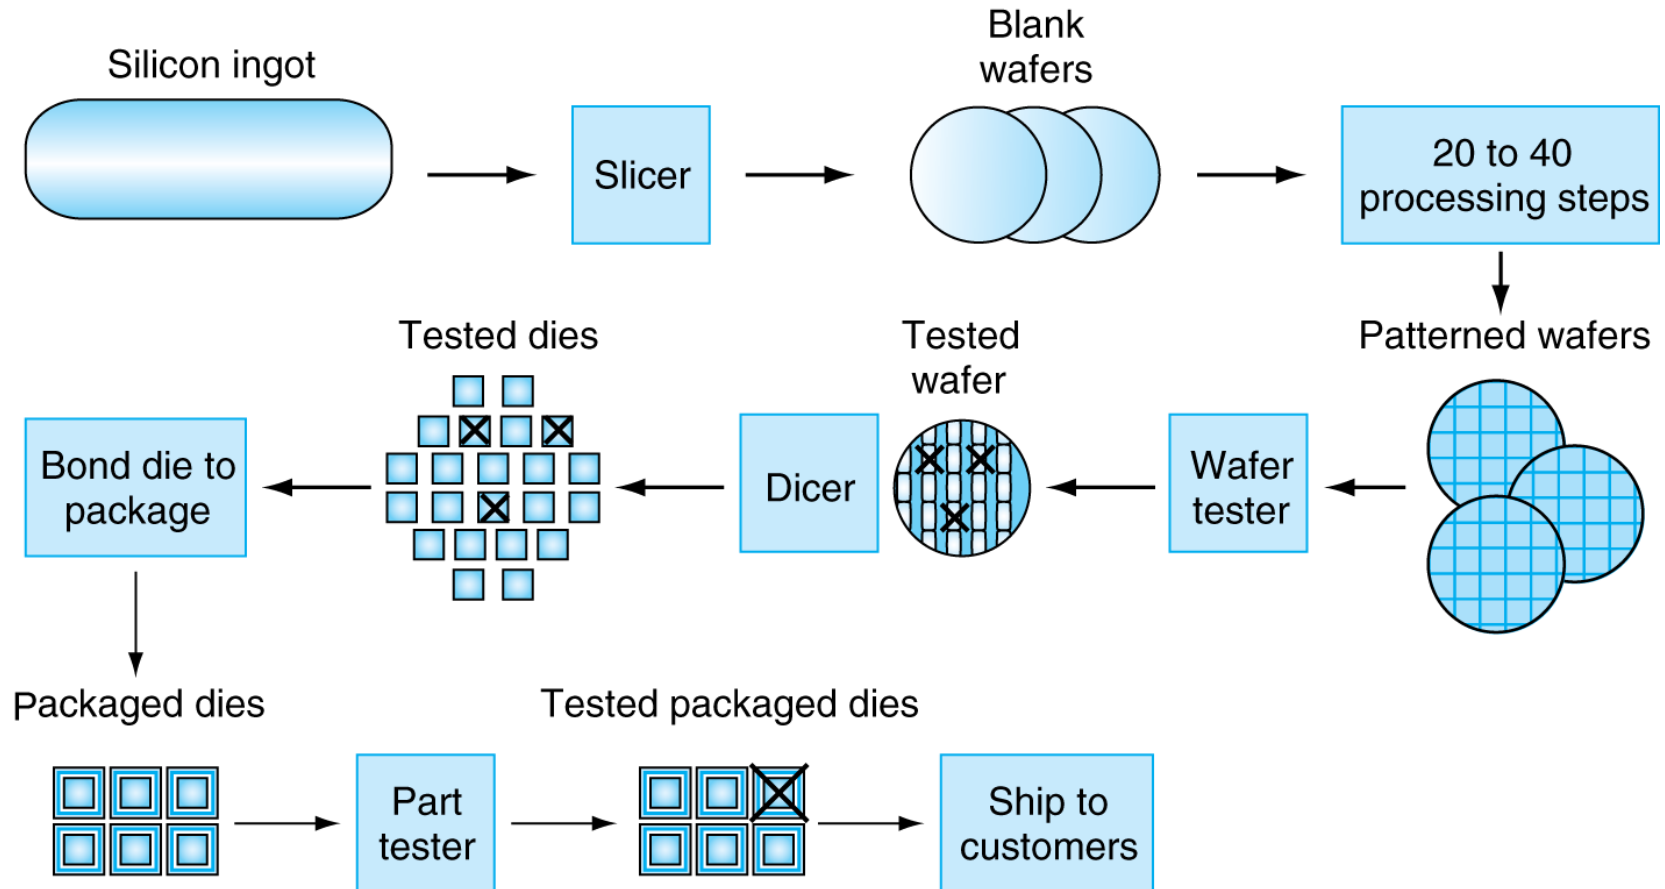 Silicon ingot
Slicer
Blank
wafers
20 to 40
processing steps
Patterned wafers
Wafer
tester
Tested
wafer
Dicer
Tested dies
Bond die to
package
Packaged dies
Part
tester
Tested packaged dies
Ship to
customers